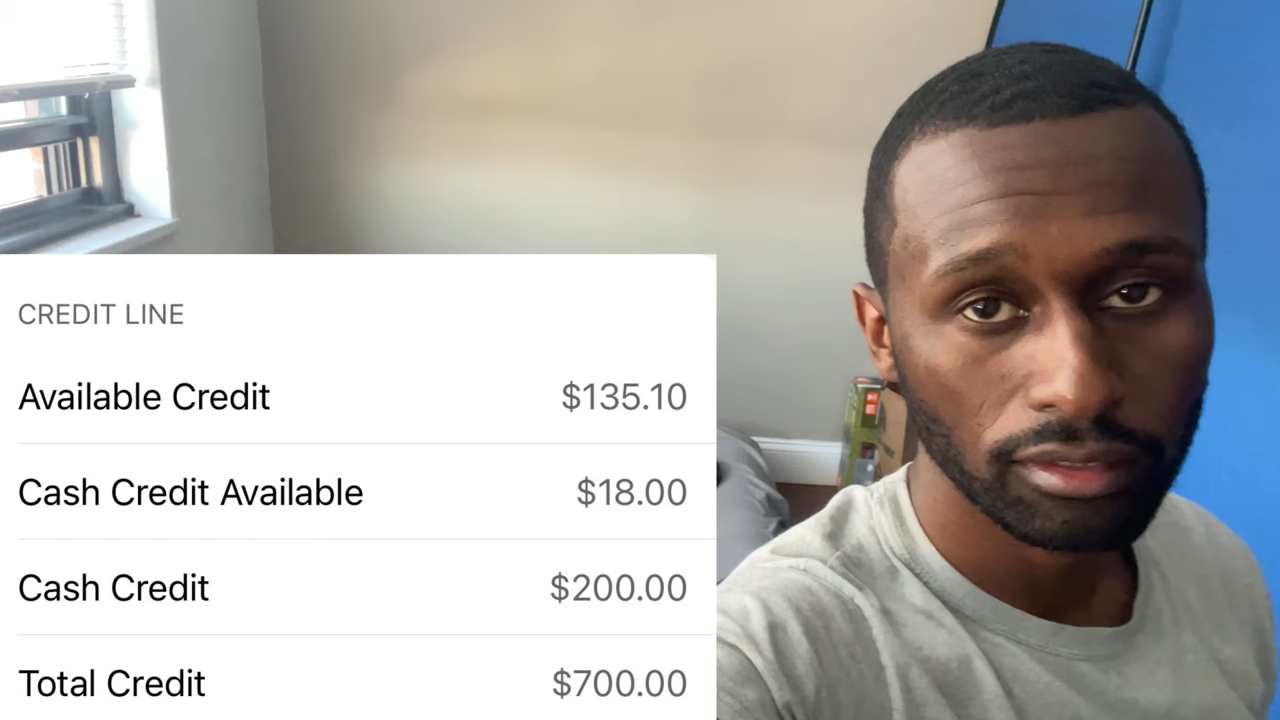 CREDIT LINE
Available Credit $135.10
Cash Credit Available $18.00
Cash Credit $200.00
Total Credit $700.00